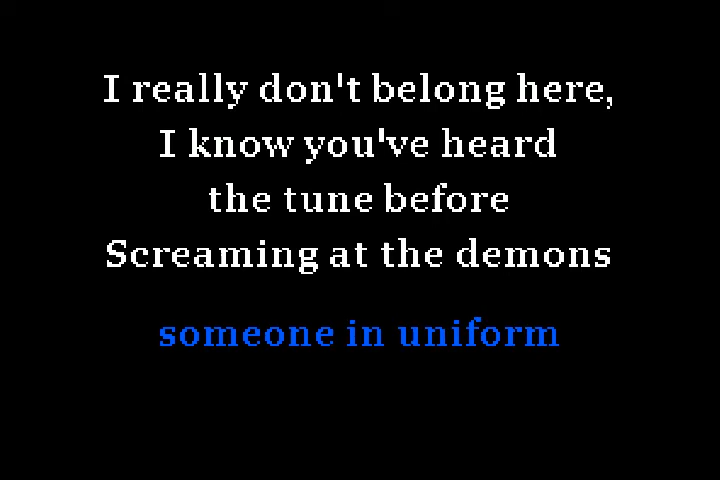 I really don't belong here,
I know you've heard
the tune before
Screaming at the demons
someone in uniform